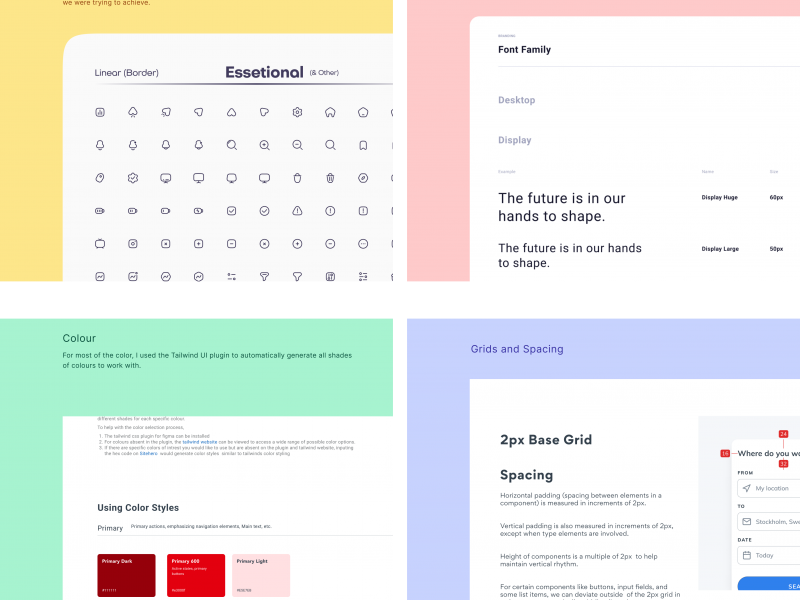 we were trying to achieve.
Linear (Border)
Essetional (& Other)
Font Family
Desktop
Display
Example
Name
Size
The future is in our
hands to shape.
Display Huge
60px
The future is in our hands
to shape.
Display Large
50px
Colour
For most of the color, I used the Tailwind UI plugin to automatically generate all shades
of colours to work with.
different shades for each specific colour.
To help with the color selection process,
1. The tailwind css plugin for figma can be installed
2. For colours absent in the plugin, the tailwind website can be viewed to access a wide range of possible color options.
3. If there are specific colors of interest you would like to use but are absent on the plugin and tailwind website, inputing
the hex code on would generate color styles similar to tailwinds color styling
Using Color Styles
Primary
Primary actions, emphasizing navigation elements, Main text, etc.
Primary Dark
Primary 600
Active states, primary
buttons
Primary Light
Grids and Spacing
2px Base Grid
Spacing
Horizontal padding (spacing between elements in a
component) is measured in increments of 2px.
Vertical padding is also measured in increments of 2px,
except when type elements are involved.
Height of components is a multiple of 2px to help
maintain vertical rhythm.
For certain components like buttons, input fields, and
some list items, we can deviate outside of the 2px grid in
24
16
Where do you wa
12
FROM
My location
TO
Stockholm, Swe
DATE
Today
SEA